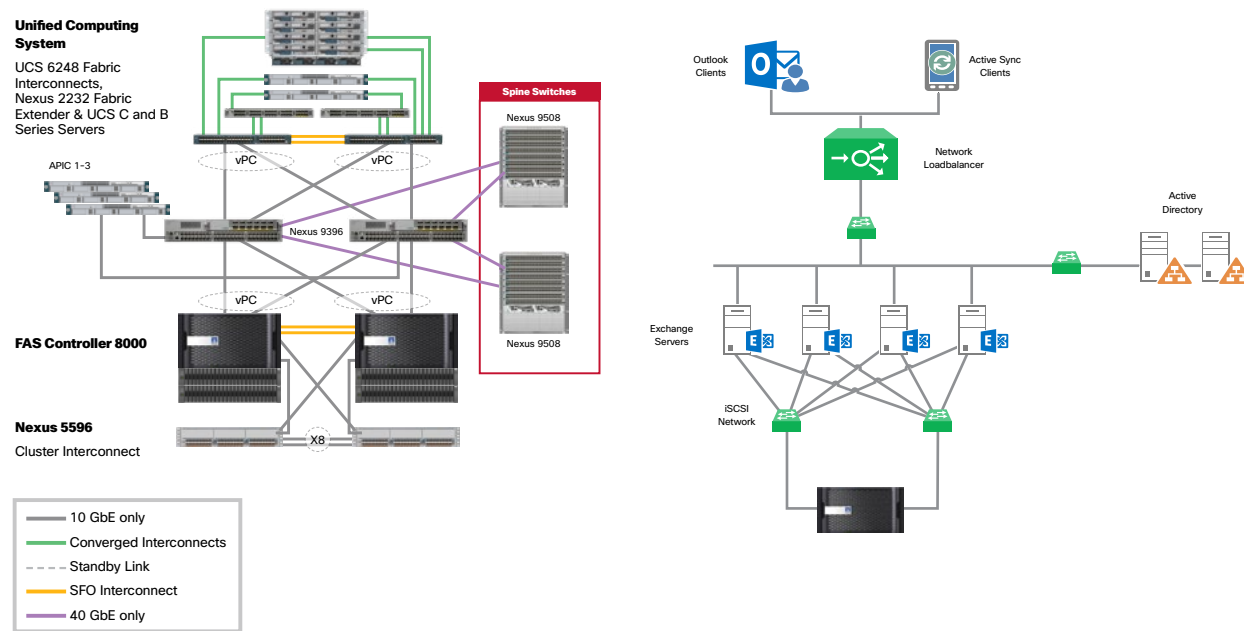 Unified Computing
System
UCS 6248 Fabric
Interconnects,
Nexus 2232 Fabric
Extender & UCS C and B
Series Servers
Spine Switches
Nexus 9508
vPC
vPC
APIC 1-3
Nexus 9396
vPC
vPC
Nexus 9508
FAS Controller 8000
Nexus 5596
Cluster Interconnect
X8
10 GbE only
Converged Interconnects
Standby Link
SFO Interconnect
40 GbE only
Outlook
Clients
O
Active Sync
Clients
Network
Loadbalancer
Active
Directory
Exchange
Servers
E
E
E
E
iSCSI
Network